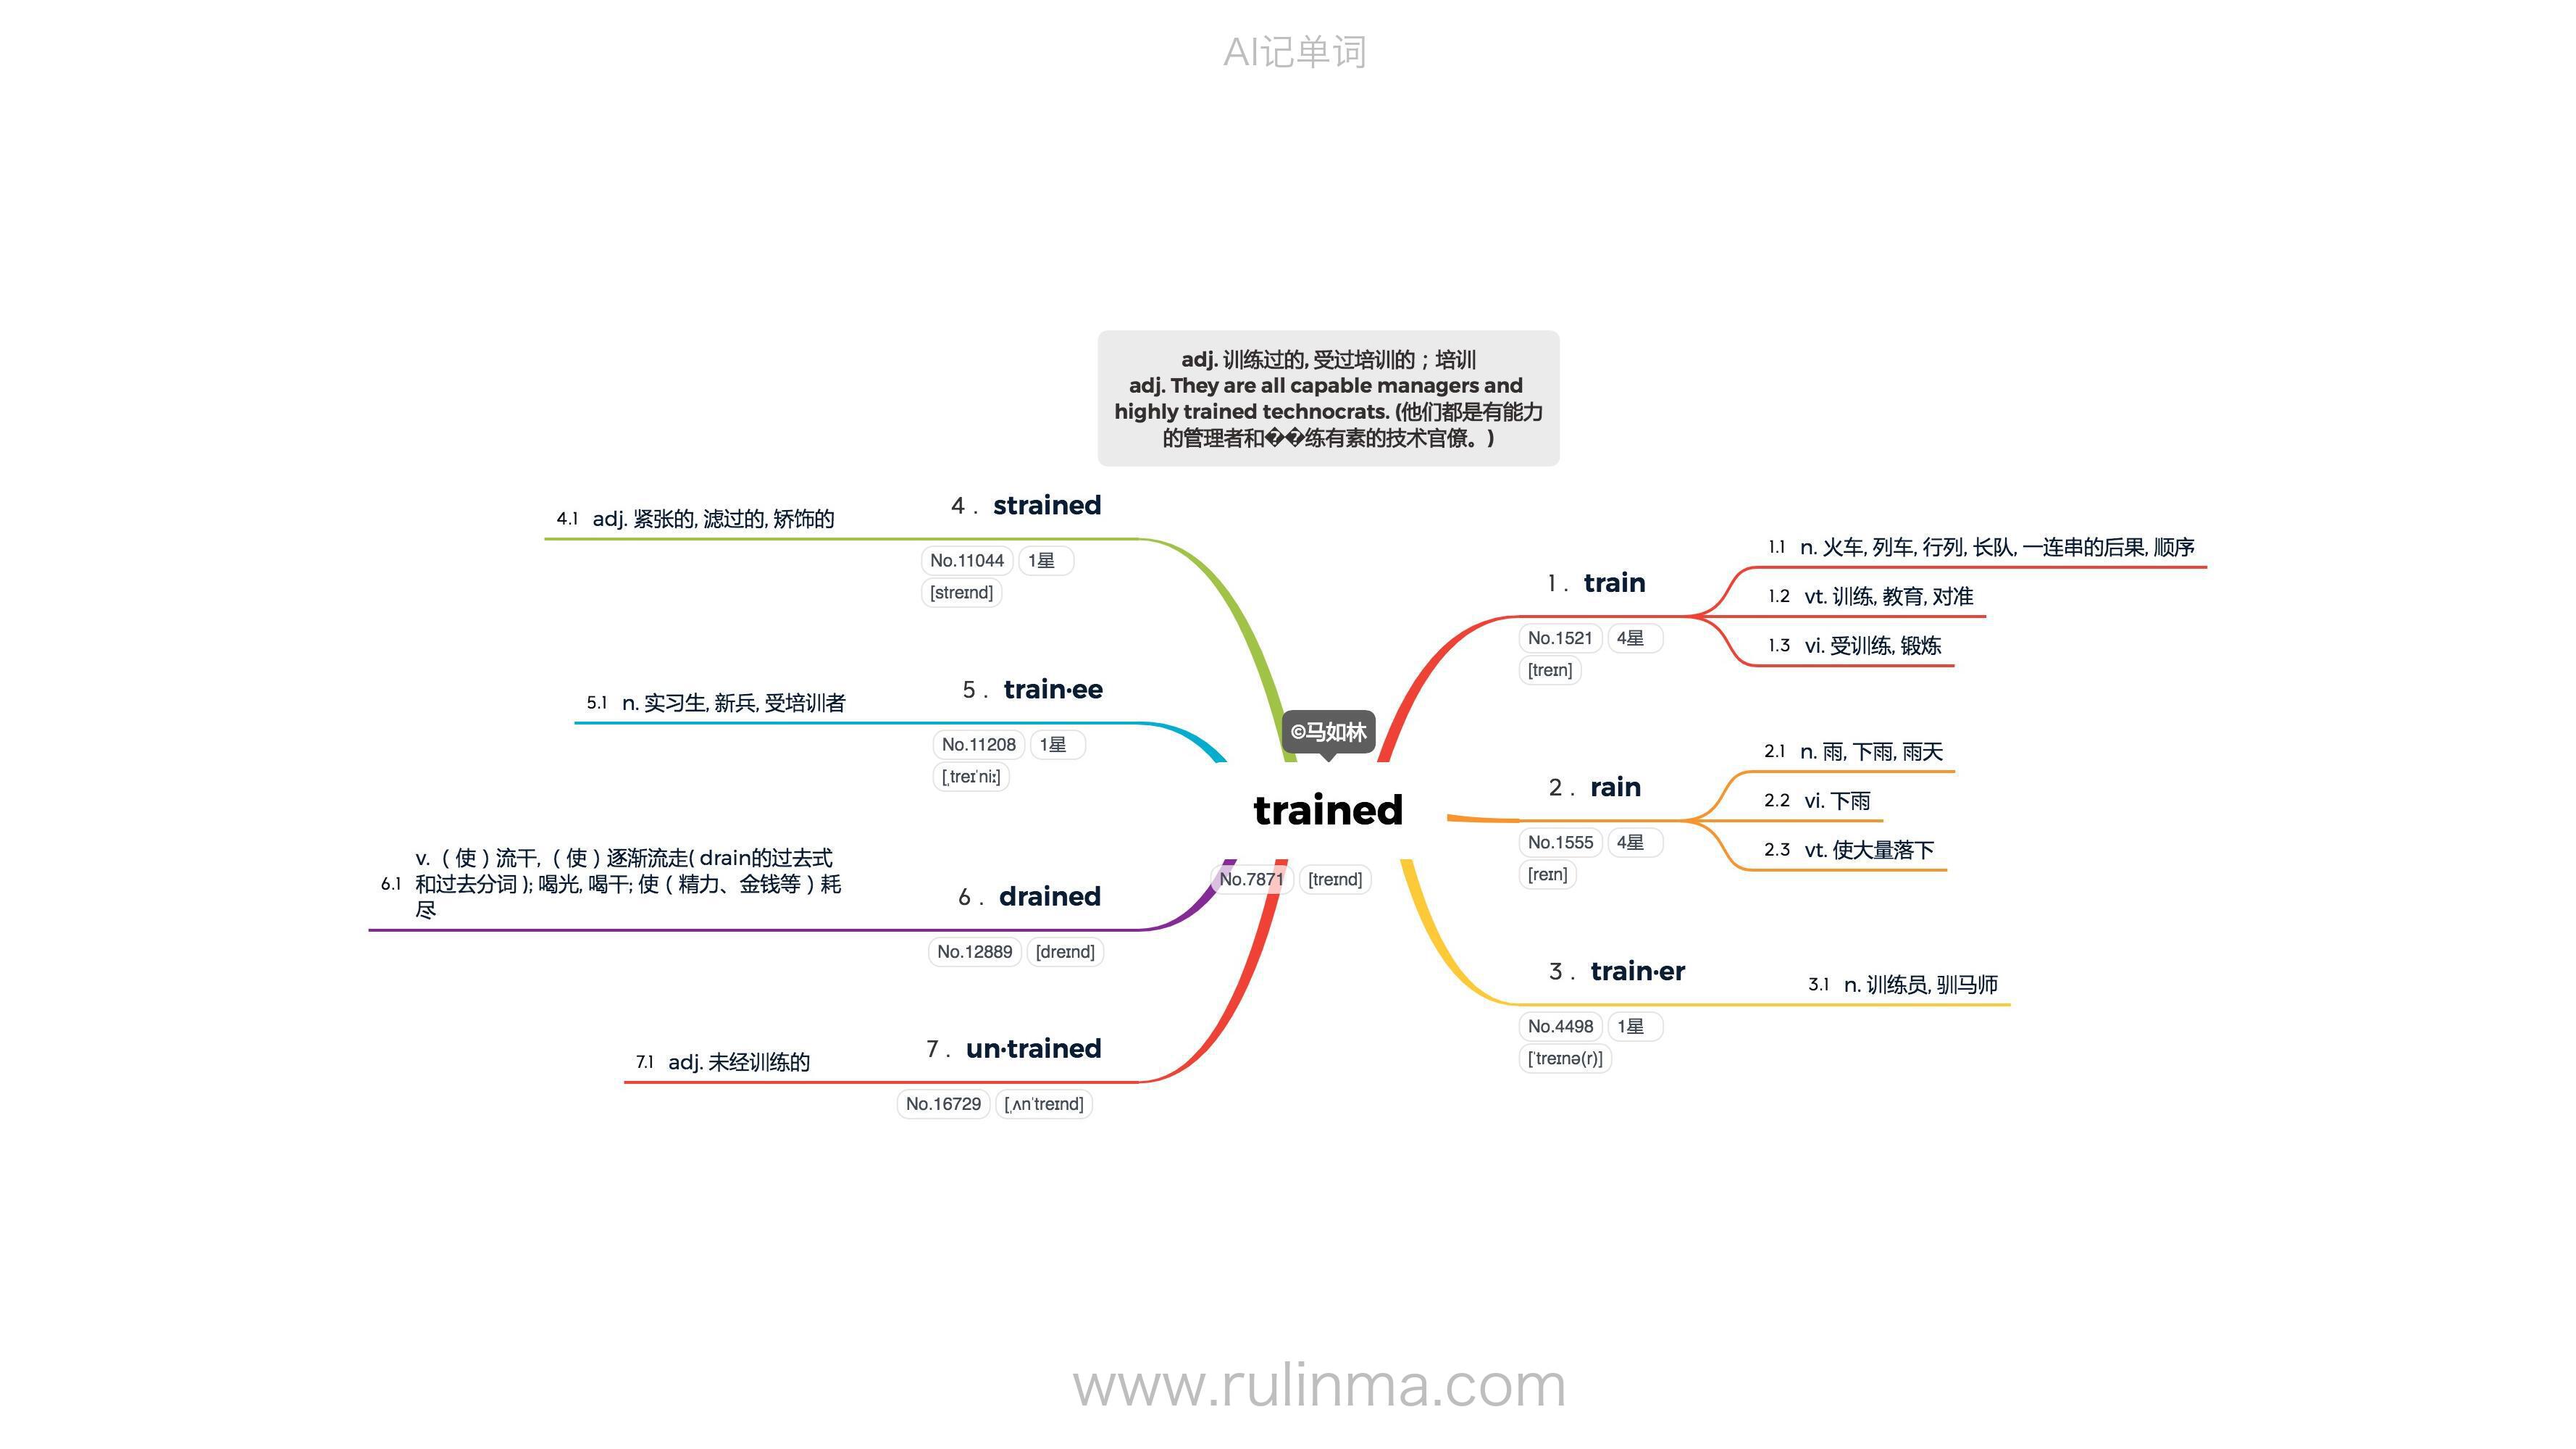 AI记单词
adj. 训练过的, 受过培训的；培训
adj. They are all capable managers and
highly trained technocrats. (他们都是有能力
的管理者和��练有素的技术官僚。)
4 . strained
4.1 adj. 紧张的, 滤过的, 矫饰的
No.11044 1星
[streɪnd]
5 . train·ee
5.1 n. 实习生, 新兵, 受培训者
No.11208 1星
[ˌtreɪˈniː]
6 . drained
6.1 v.（使）流干,（使）逐渐流走( drain的过去式
和过去分词 ); 喝光, 喝干; 使（精力、金钱等）耗
尽
No.12889 [dreɪnd]
7 . un·trained
7.1 adj. 未经训练的
No.16729 [ˌʌnˈtreɪnd]
©马如林
trained
No.7871 [treɪnd]
1 . train
No.1521 4星
[treɪn]
1.1 n. 火车, 列车, 行列, 长队, 一连串的后果, 顺序
1.2 vt. 训练, 教育, 对准
1.3 vi. 受训练, 锻炼
2 . rain
No.1555 4星
[reɪn]
2.1 n. 雨, 下雨, 雨天
2.2 vi. 下雨
2.3 vt. 使大量落下
3 . train·er
No.4498 1星
[ˈtreɪnə(r)]
3.1 n. 训练员, 驯马师
www.rulinma.com